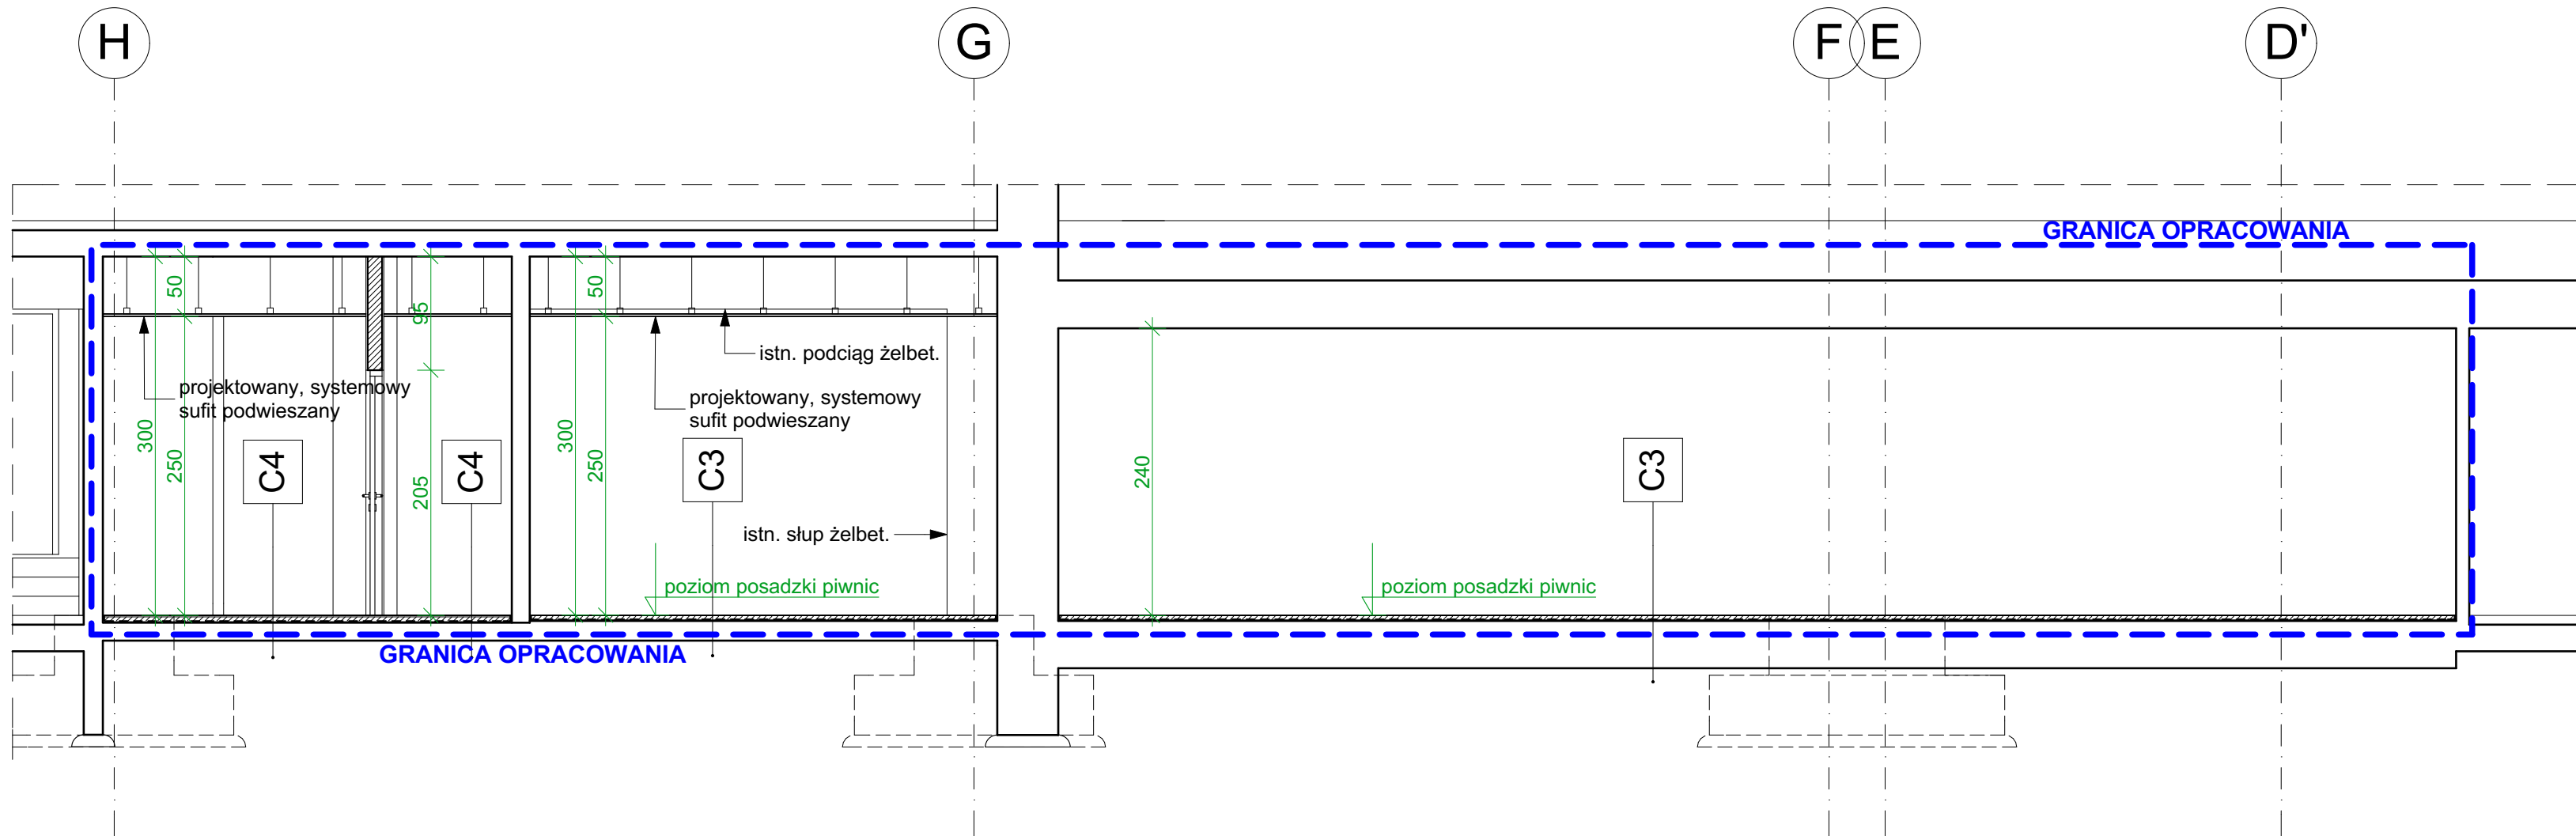 H
G
F
E
D'
GRANICA OPRACOWANIA
50
95
50
istn. podciąg żelbet.
projektowany, systemowy
sufit podwieszany
projektowany, systemowy
sufit podwieszany
300
250
C4
205
C4
300
250
C3
240
C3
istn. słup żelbet.
poziom posadzki piwnic
poziom posadzki piwnic
GRANICA OPRACOWANIA